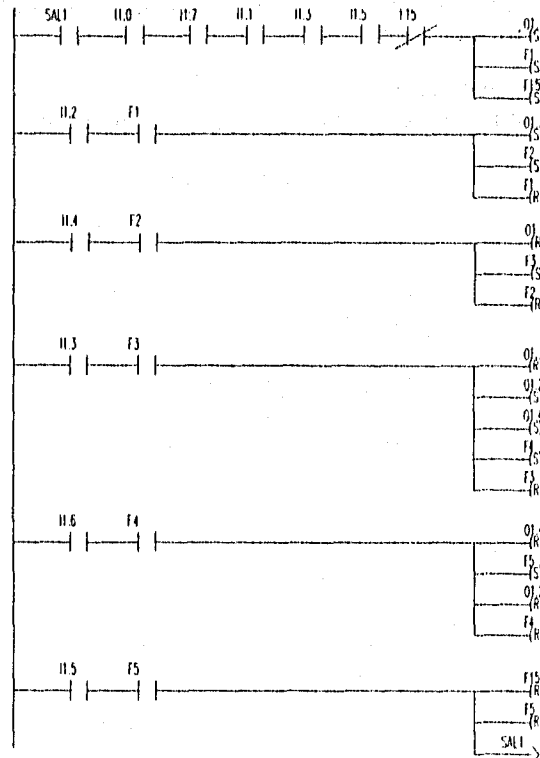 SAL1 I1.0 I1.7 I1.1 I1.3 I1.5 F15
(S
F1
(S
F15
(S
I1.2 F1
(S
F2
(S
F1
(R
I1.4 F2
(R
F3
(S
F2
(R
I1.3 F3
(R
(S
(S
F4
(S
F3
(R
I1.6 F4
(R
F5
(S
(R
F4
(R
I1.5 F5
F15
(R
F5
(R
SAL1